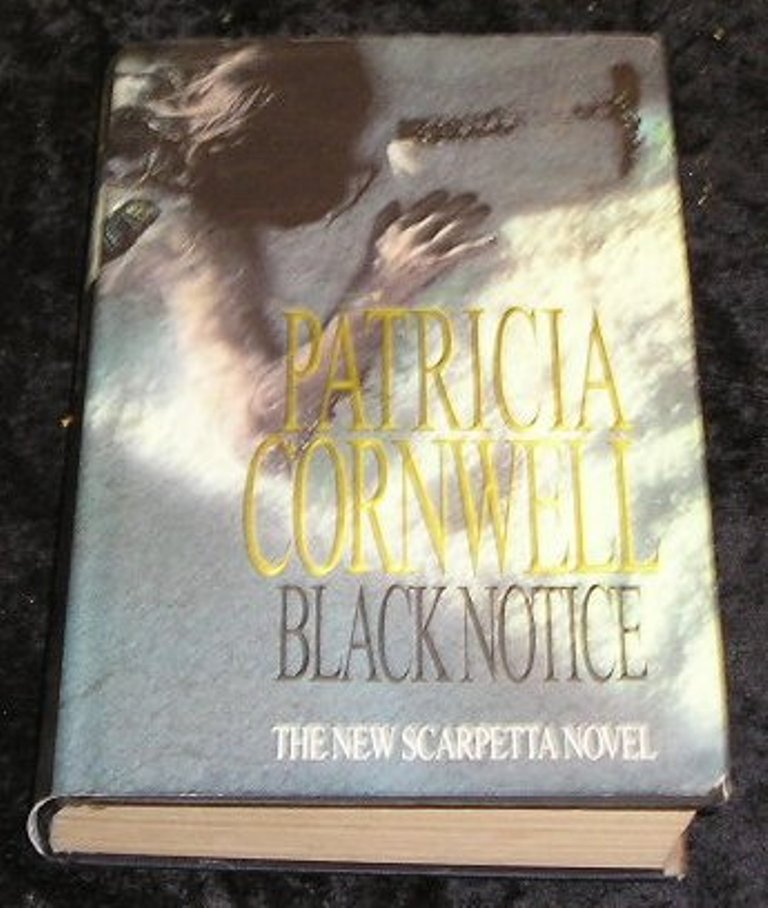 PATRICIA
CORNWELL
BLACK NOTICE
THE NEW SCARPETTA NOVEL